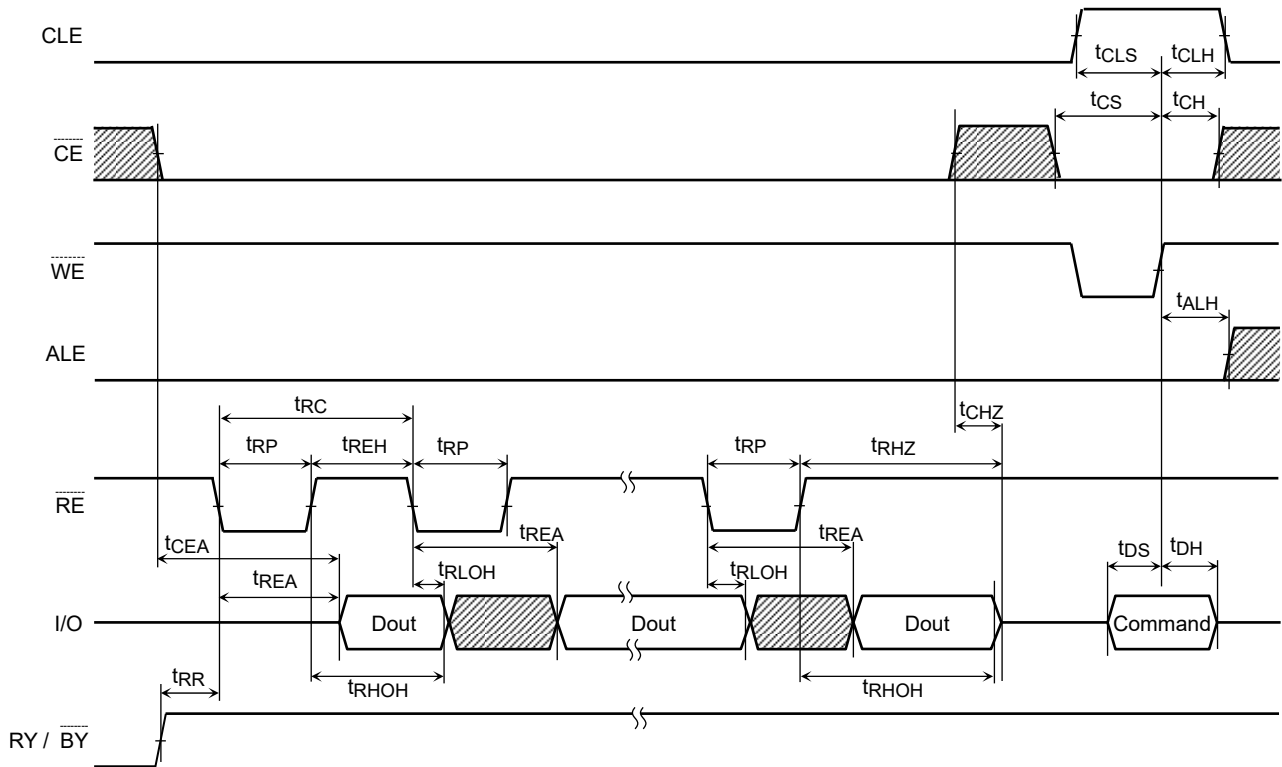 CLE
tCLS tCLH
tCS tCH
CE
WE
tALH
ALE
tRC
tCHZ
tRP tREH tRP tRP tRHZ
RE
tREA tREA
tCEA
tDS tDH
tREA tRLOH tRLOH
I/O Dout Dout Dout Command
tRR tRHOH tRHOH
RY / BY